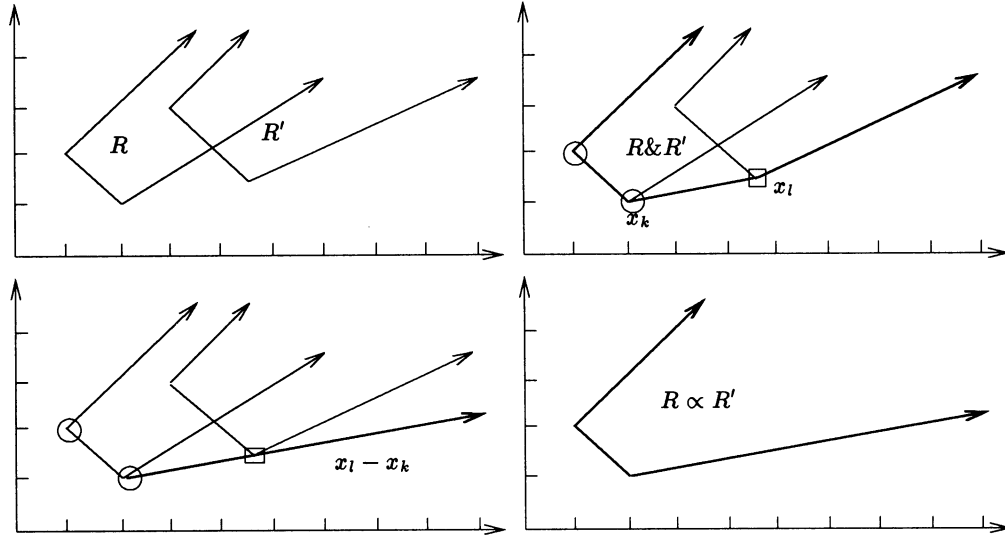 R
R′
R&R′
x_l
x_k
x_l − x_k
R ∝ R′